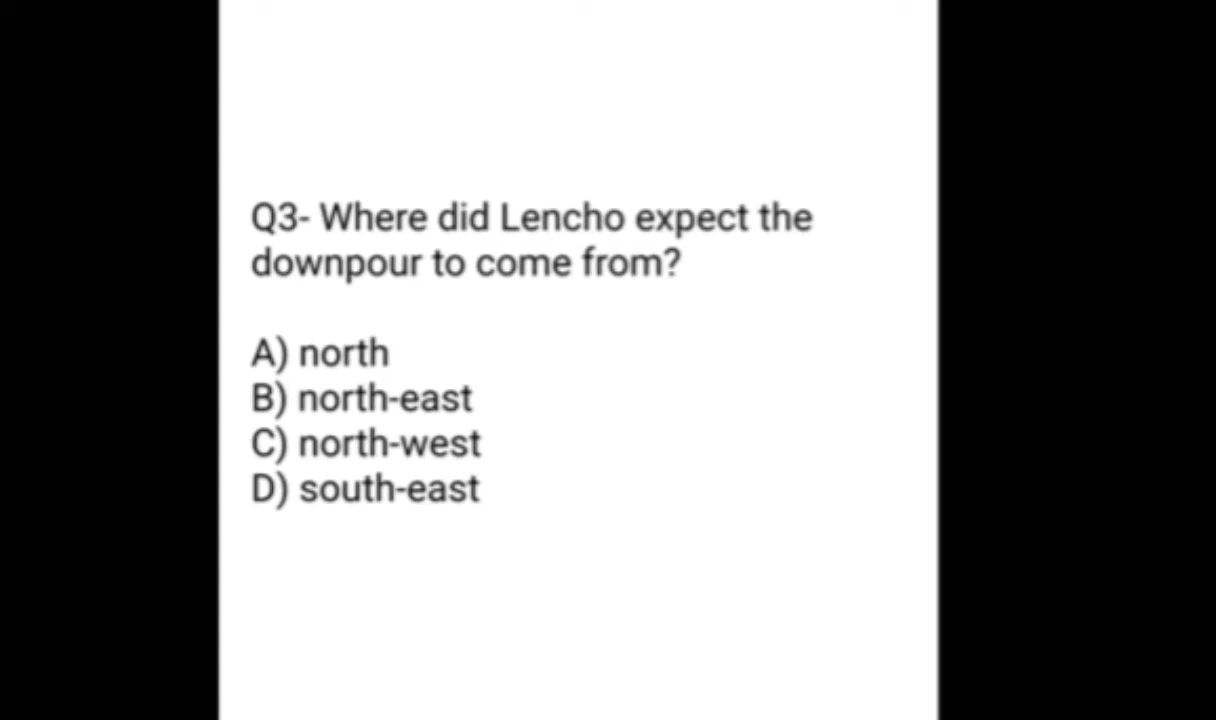 Q3- Where did Lencho expect the
downpour to come from?
A) north
B) north-east
C) north-west
D) south-east